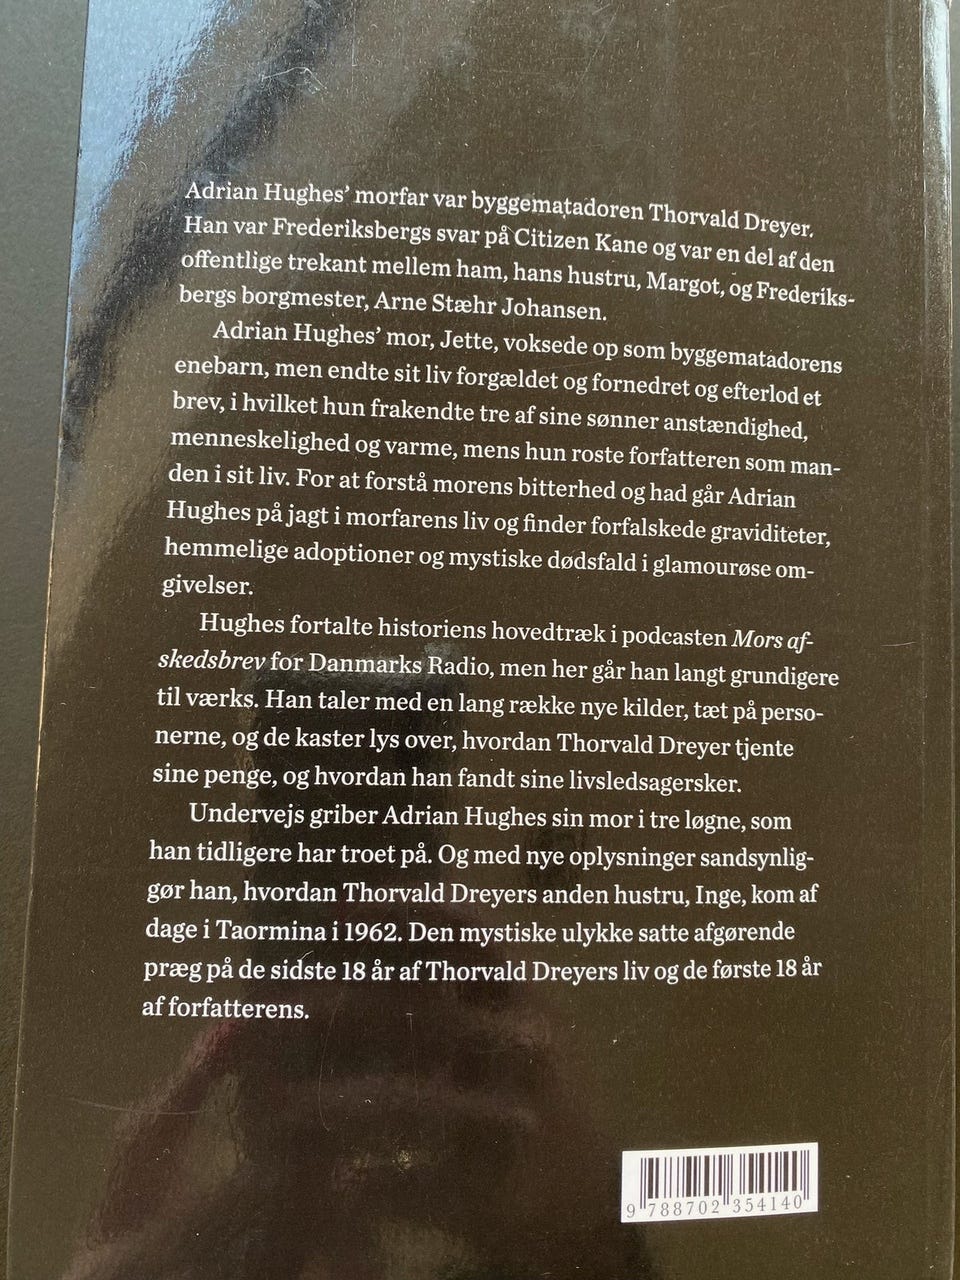 Adrian Hughes’ morfar var byggematadoren Thorvald Dreyer.
Han var Frederiksbergs svar på Citizen Kane og var en del af den
offentlige trekant mellem ham, hans hustru, Margot, og Frederiks-
bergs borgmester, Arne Stæhr Johansen.
Adrian Hughes’ mor, Jette, voksede op som byggematadorens
enebarn, men endte sit liv forgældet og fornedret og efterlod et
brev, i hvilket hun frakendte tre af sine sønner anstændighed,
menneskelighed og varme, mens hun roste forfatteren som man-
den i sit liv. For at forstå morens bitterhed og had går Adrian
Hughes på jagt i morfarens liv og finder forfalskede graviditeter,
hemmelige adoptioner og mystiske dødsfald i glamourøse om-
givelser.
Hughes fortalte historiens hovedtræk i podcasten Mors af-
skedsbrev for Danmarks Radio, men her går han langt grundigere
til værks. Han taler med en lang række nye kilder, tæt på perso-
nerne, og de kaster lys over, hvordan Thorvald Dreyer tjente
sine penge, og hvordan han fandt sine livsledsagersker.
Undervejs griber Adrian Hughes sin mor i tre løgne, som
han tidligere har troet på. Og med nye oplysninger sandsynlig-
gør han, hvordan Thorvald Dreyers anden hustru, Inge, kom af
dage i Taormina i 1962. Den mystiske ulykke satte afgørende
præg på de sidste 18 år af Thorvald Dreyers liv og de første 18 år
af forfatterens.
9 788702 354140